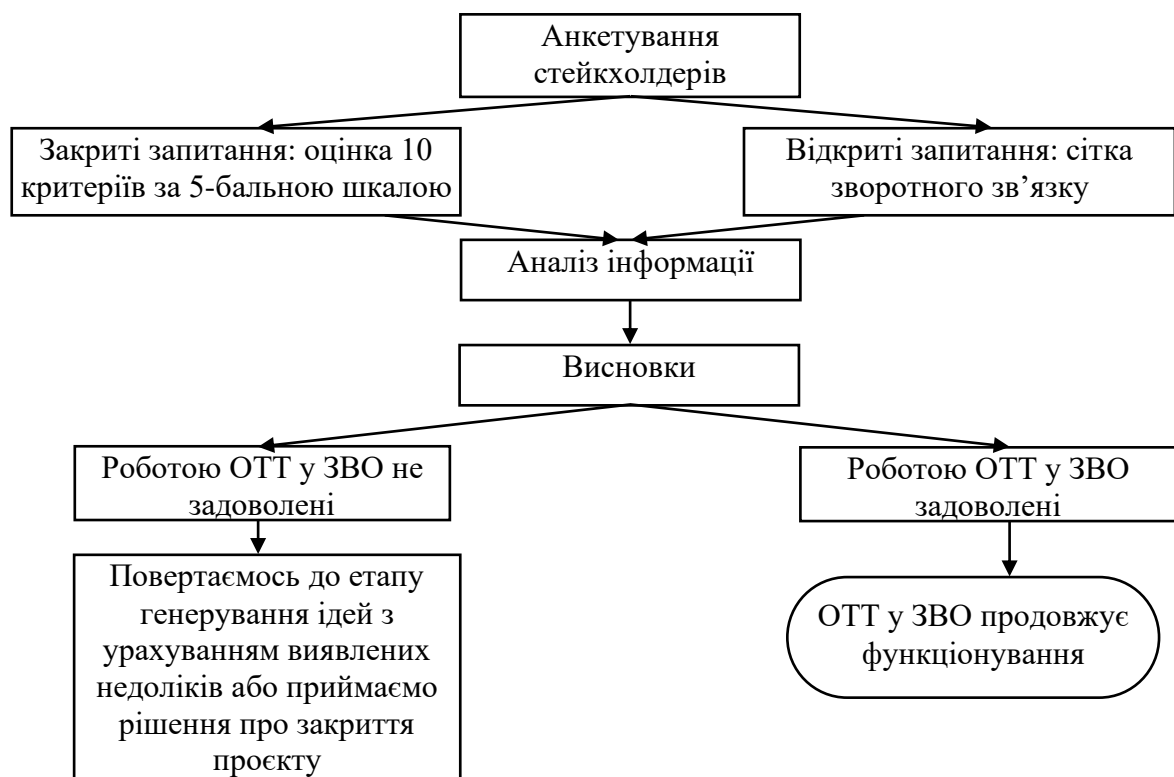 Анкетування
стейкхолдерів
Закриті запитання: оцінка 10
критеріїв за 5-бальною шкалою
Відкриті запитання: сітка
зворотного зв’язку
Аналіз інформації
Висновки
Роботою ОТТ у ЗВО не
задоволені
Роботою ОТТ у ЗВО
задоволені
Повертаємось до етапу
генерування ідей з
урахуванням виявлених
недоліків або приймаємо
рішення про закриття
проєкту
ОТТ у ЗВО продовжує
функціонування